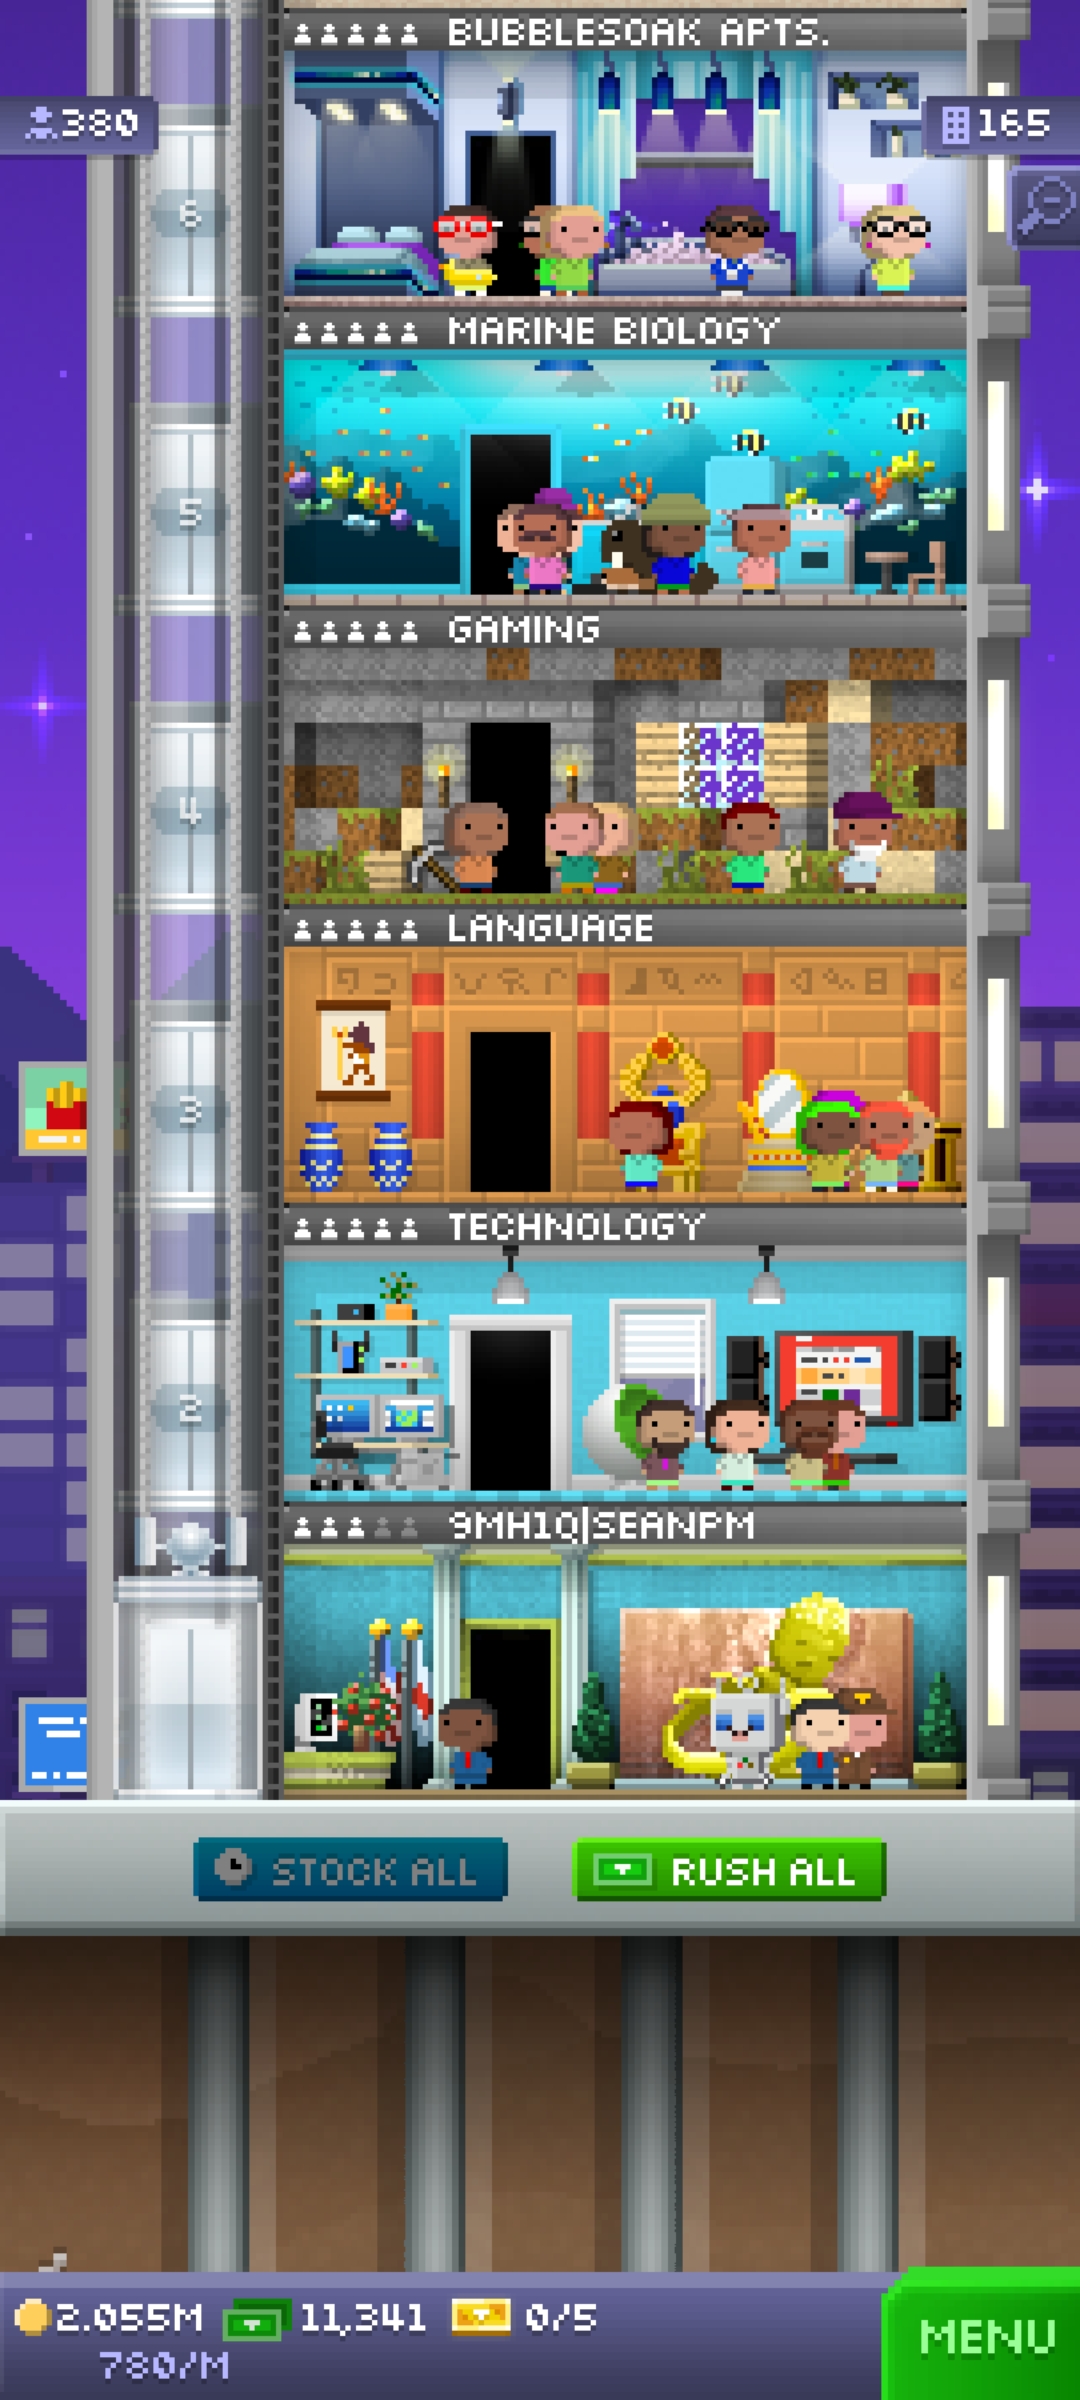 BUBBLESOAK APTS.
380
165
6
MARINE BIOLOGY
5
GAMING
4
LANGUAGE
3
TECHNOLOGY
2
9MH1Q|SEANPM
STOCK ALL
RUSH ALL
2.055M 11,341 0/5
780/M
MENU